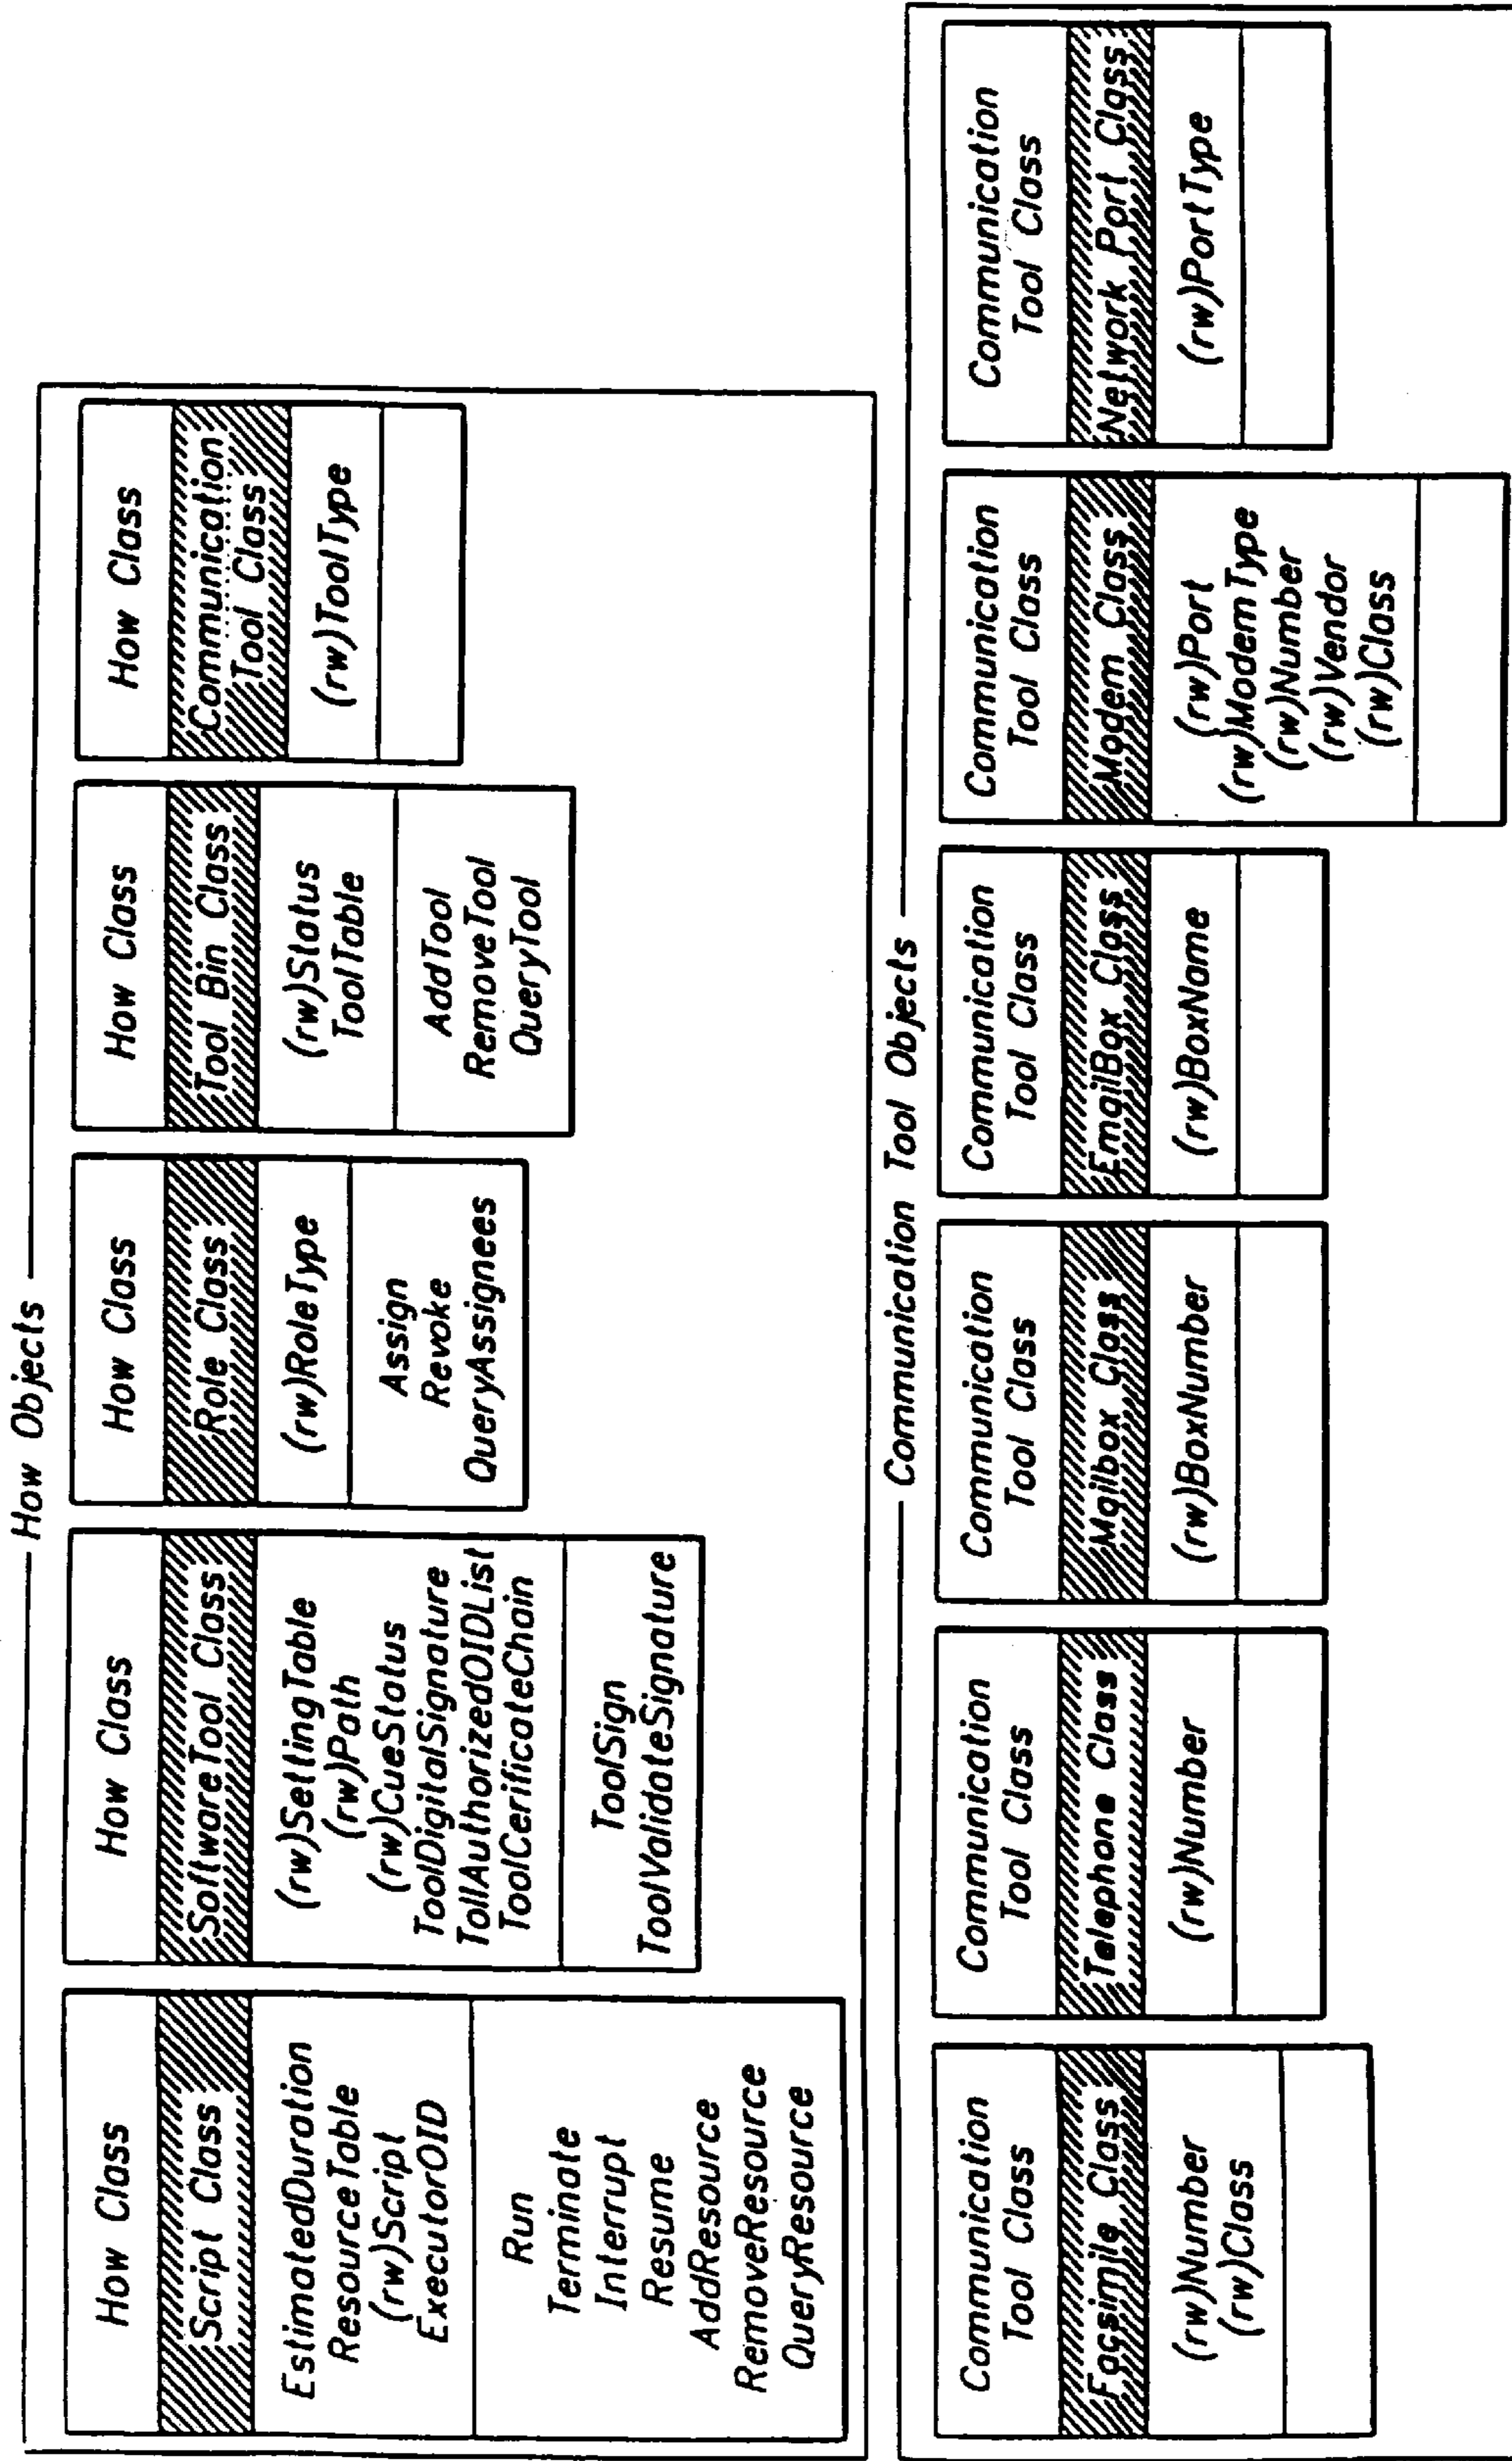 How Objects
How Class
Script Class
EstimatedDuration
ResourceTable
(rw)Script
ExecutorOID
Run
Terminate
Interrupt
Resume
AddResource
RemoveResource
QueryResource
How Class
SoftwareTool Class
(rw)SettingTable
(rw)Path
(rw)CueStatus
ToolDigitalSignature
TollAuthorizedOIDList
ToolCerificateChain
ToolSign
ToolValidateSignature
How Class
Role Class
(rw)RoleType
Assign
Revoke
QueryAssignees
How Class
Tool Bin Class
(rw)Status
ToolTable
AddTool
RemoveTool
QueryTool
How Class
Communication
Tool Class
(rw)ToolType
Communication Tool Objects
Communication
Tool Class
Facsimile Class
(rw)Number
(rw)Class
Communication
Tool Class
Telephone Class
(rw)Number
Communication
Tool Class
Mailbox Class
(rw)BoxNumber
Communication
Tool Class
EmailBox Class
(rw)BoxName
Communication
Tool Class
Modem Class
(rw)Port
(rw)ModemType
(rw)Number
(rw)Vendor
(rw)Class
Communication
Tool Class
Network Port Class
(rw)PortType